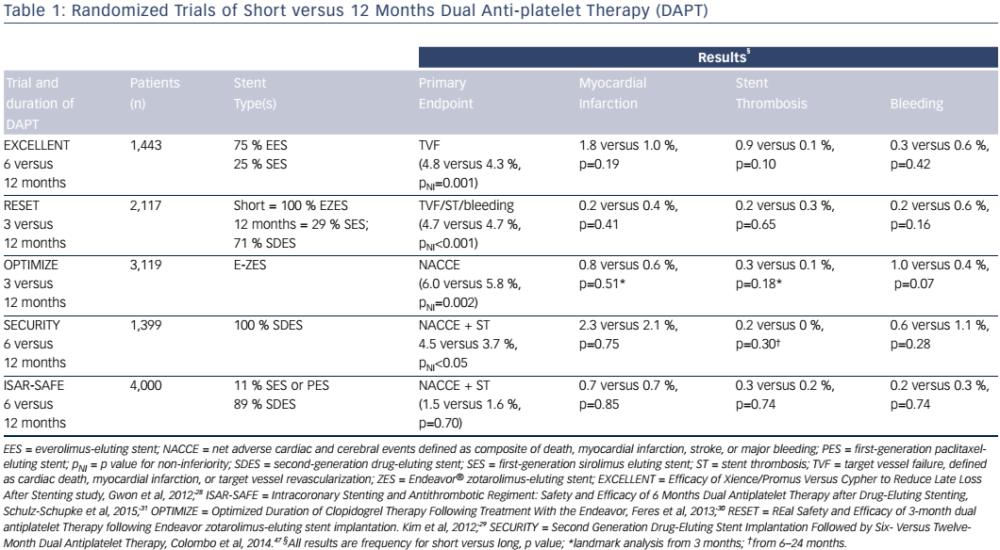 Table 1: Randomized Trials of Short versus 12 Months Dual Anti-platelet Therapy (DAPT)
Results§
Trial and duration of DAPT | Patients (n) | Stent Type(s) | Primary Endpoint | Myocardial Infarction | Stent Thrombosis | Bleeding
EXCELLENT 1,443 75 % EES TVF 1.8 versus 1.0 %, 0.9 versus 0.1 %, 0.3 versus 0.6 %,
6 versus 25 % SES (4.8 versus 4.3 %, p=0.19 p=0.10 p=0.42
12 months pNI=0.001)
RESET 2,117 Short = 100 % EZES TVF/ST/bleeding 0.2 versus 0.4 %, 0.2 versus 0.3 %, 0.2 versus 0.6 %,
3 versus 12 months = 29 % SES; (4.7 versus 4.7 %, p=0.41 p=0.65 p=0.16
12 months 71 % SDES pNI<0.001)
OPTIMIZE 3,119 E-ZES NACCE 0.8 versus 0.6 %, 0.3 versus 0.1 %, 1.0 versus 0.4 %,
3 versus (6.0 versus 5.8 %, p=0.51* p=0.18* p=0.07
12 months pNI=0.002)
SECURITY 1,399 100 % SDES NACCE + ST 2.3 versus 2.1 %, 0.2 versus 0 %, 0.6 versus 1.1 %,
6 versus 4.5 versus 3.7 %, p=0.75 p=0.30† p=0.28
12 months pNI<0.05
ISAR-SAFE 4,000 11 % SES or PES NACCE + ST 0.7 versus 0.7 %, 0.3 versus 0.2 %, 0.2 versus 0.3 %,
6 versus 89 % SDES (1.5 versus 1.6 %, p=0.85 p=0.74 p=0.74
12 months p=0.70)
EES = everolimus-eluting stent; NACCE = net adverse cardiac and cerebral events defined as composite of death, myocardial infarction, stroke, or major bleeding; PES = first-generation paclitaxel-
eluting stent; pNI = p value for non-inferiority; SDES = second-generation drug-eluting stent; SES = first-generation sirolimus eluting stent; ST = stent thrombosis; TVF = target vessel failure, defined
as cardiac death, myocardial infarction, or target vessel revascularization; ZES = Endeavor® zotarolimus-eluting stent; EXCELLENT = Efficacy of Xience/Promus Versus Cypher to Reduce Late Loss
After Stenting study, Gwon et al, 2012;28 ISAR-SAFE = Intracoronary Stenting and Antithrombotic Regiment: Safety and Efficacy of 6 Months Dual Antiplatelet Therapy after Drug-Eluting Stenting,
Schulz-Schupke et al, 2015;31 OPTIMIZE = Optimized Duration of Clopidogrel Therapy Following Treatment With the Endeavor, Feres et al, 2013;30 RESET = REal Safety and Efficacy of 3-month dual
antiplatelet Therapy following Endeavor zotarolimus-eluting stent implantation. Kim et al, 2012;29 SECURITY = Second Generation Drug-Eluting Stent Implantation Followed by Six- Versus Twelve-
Month Dual Antiplatelet Therapy, Colombo et al, 2014.47 §All results are frequency for short versus long, p value; *landmark analysis from 3 months; †from 6–24 months.